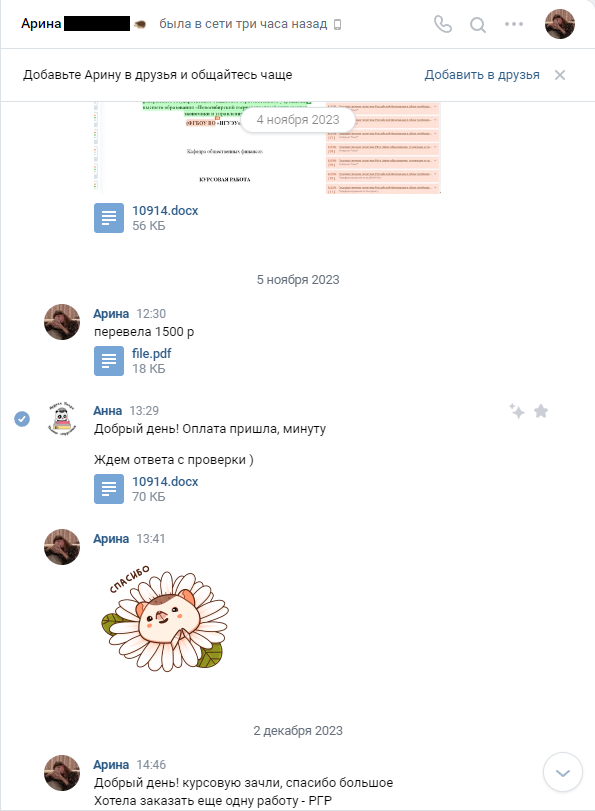 Арина
была в сети три часа назад
Добавьте Арину в друзья и общайтесь чаще
Добавить в друзья
4 ноября 2023
(ФГБОУ ВО «НГУЭУ»
Кафедра общественных финансов
КУРСОВАЯ РАБОТА
10914.docx
56 КБ
5 ноября 2023
Арина 12:30
перевела 1500 р
file.pdf
18 КБ
Анна 13:29
Добрый день! Оплата пришла, минуту
Ждем ответа с проверки )
10914.docx
70 КБ
Арина 13:41
СПАСИБО
2 декабря 2023
Арина 14:46
Добрый день! курсовую зачли, спасибо большое
Хотела заказать еще одну работу - РГР